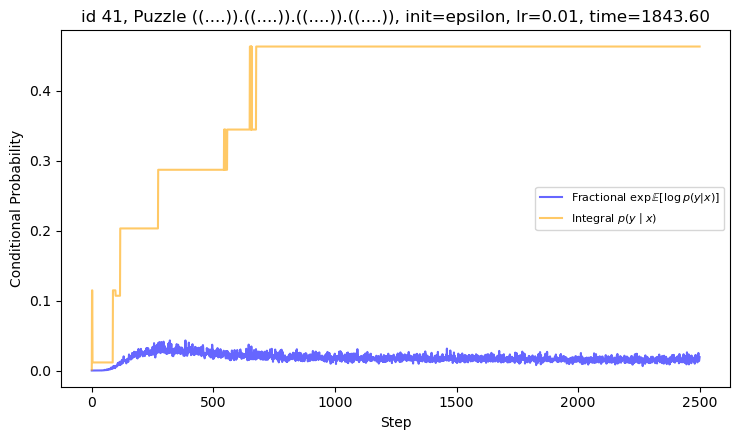 id 41, Puzzle ((....)).((....)).((....)).((....)), init=epsilon, lr=0.01, time=1843.60
Conditional Probability
0.4
0.3
0.2
0.1
0.0
Fractional exp𝔼[log p(y|x)]
Integral p(y | x)
0
500
1000
1500
2000
2500
Step